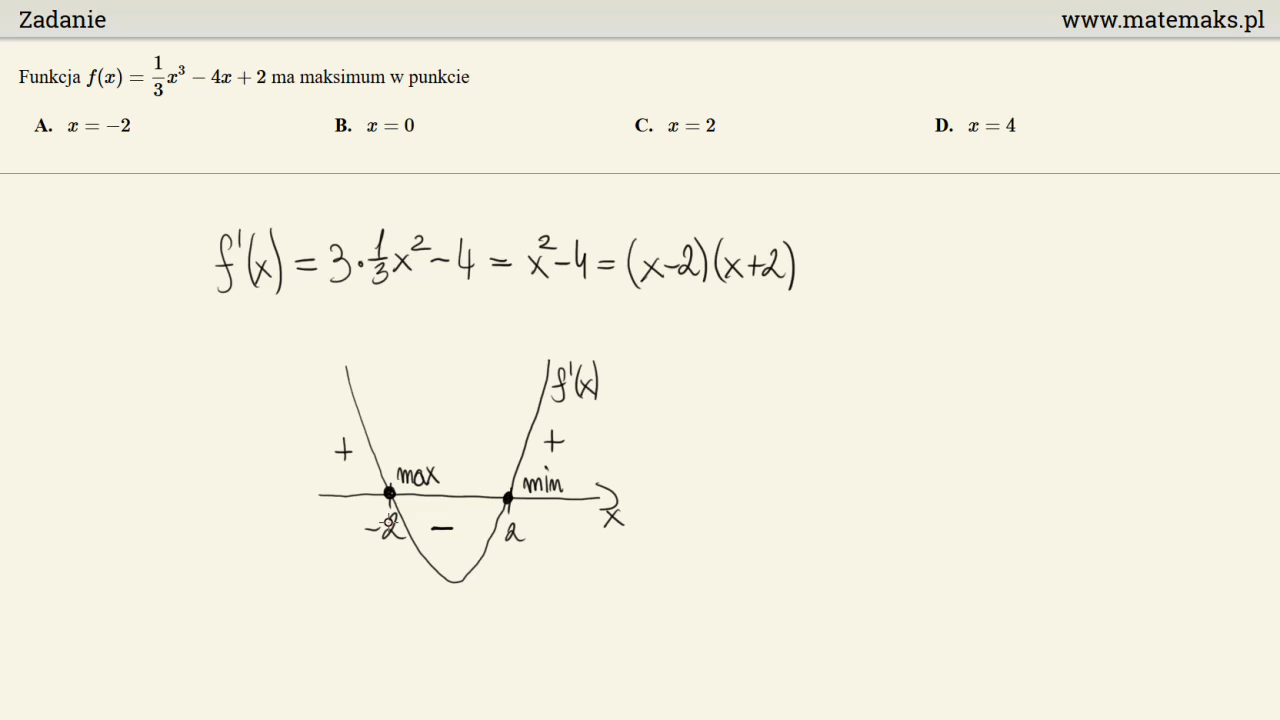 Zadanie www.matemaks.pl
Funkcja f(x) = 1/3 x³ − 4x + 2 ma maksimum w punkcie
A. x = −2 B. x = 0 C. x = 2 D. x = 4
f'(x) = 3·1/3 x² − 4 = x² − 4 = (x−2)(x+2)
f'(x)
+ +
max min
-2 − 2 x